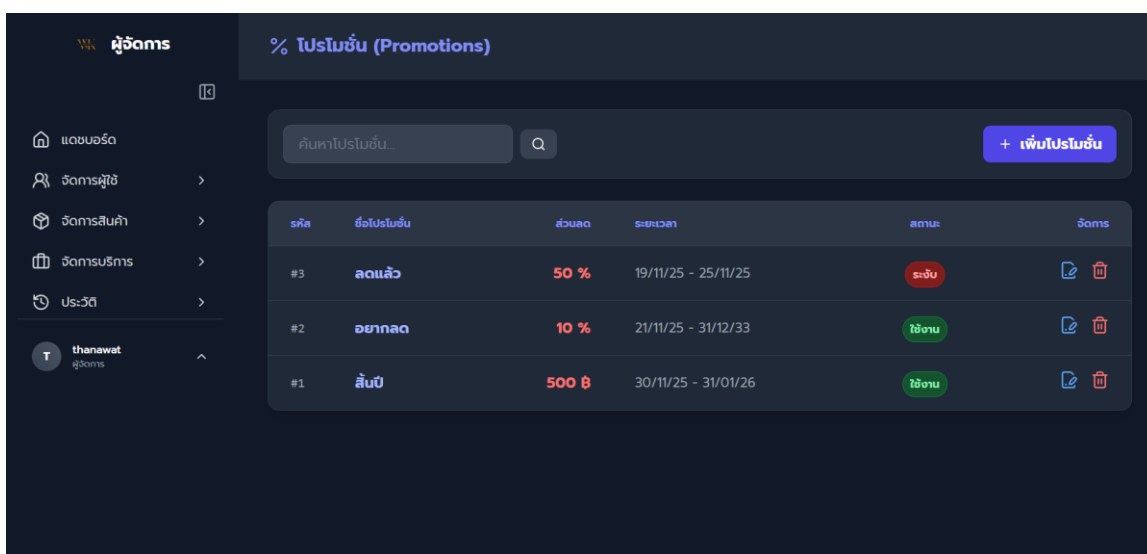 WK ผู้จัดการ
แดชบอร์ด
จัดการผู้ใช้
จัดการสินค้า
จัดการบริการ
ประวัติ
T thanawat
ผู้จัดการ
% โปรโมชั่น (Promotions)
ค้นหาโปรโมชั่น...
+ เพิ่มโปรโมชั่น
รหัส ชื่อโปรโมชั่น ส่วนลด ระยะเวลา สถานะ จัดการ
#3 ลดแล้ว 50 % 19/11/25 - 25/11/25 ระงับ
#2 อยากลด 10 % 21/11/25 - 31/12/33 ใช้งาน
#1 สิ้นปี 500 ฿ 30/11/25 - 31/01/26 ใช้งาน